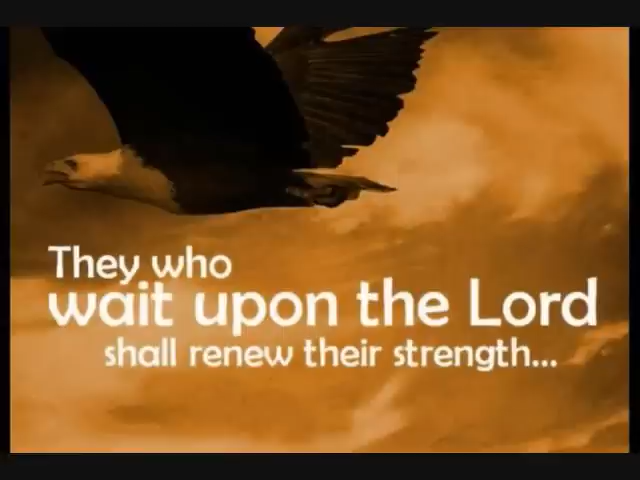 They who
wait upon the Lord
shall renew their strength...